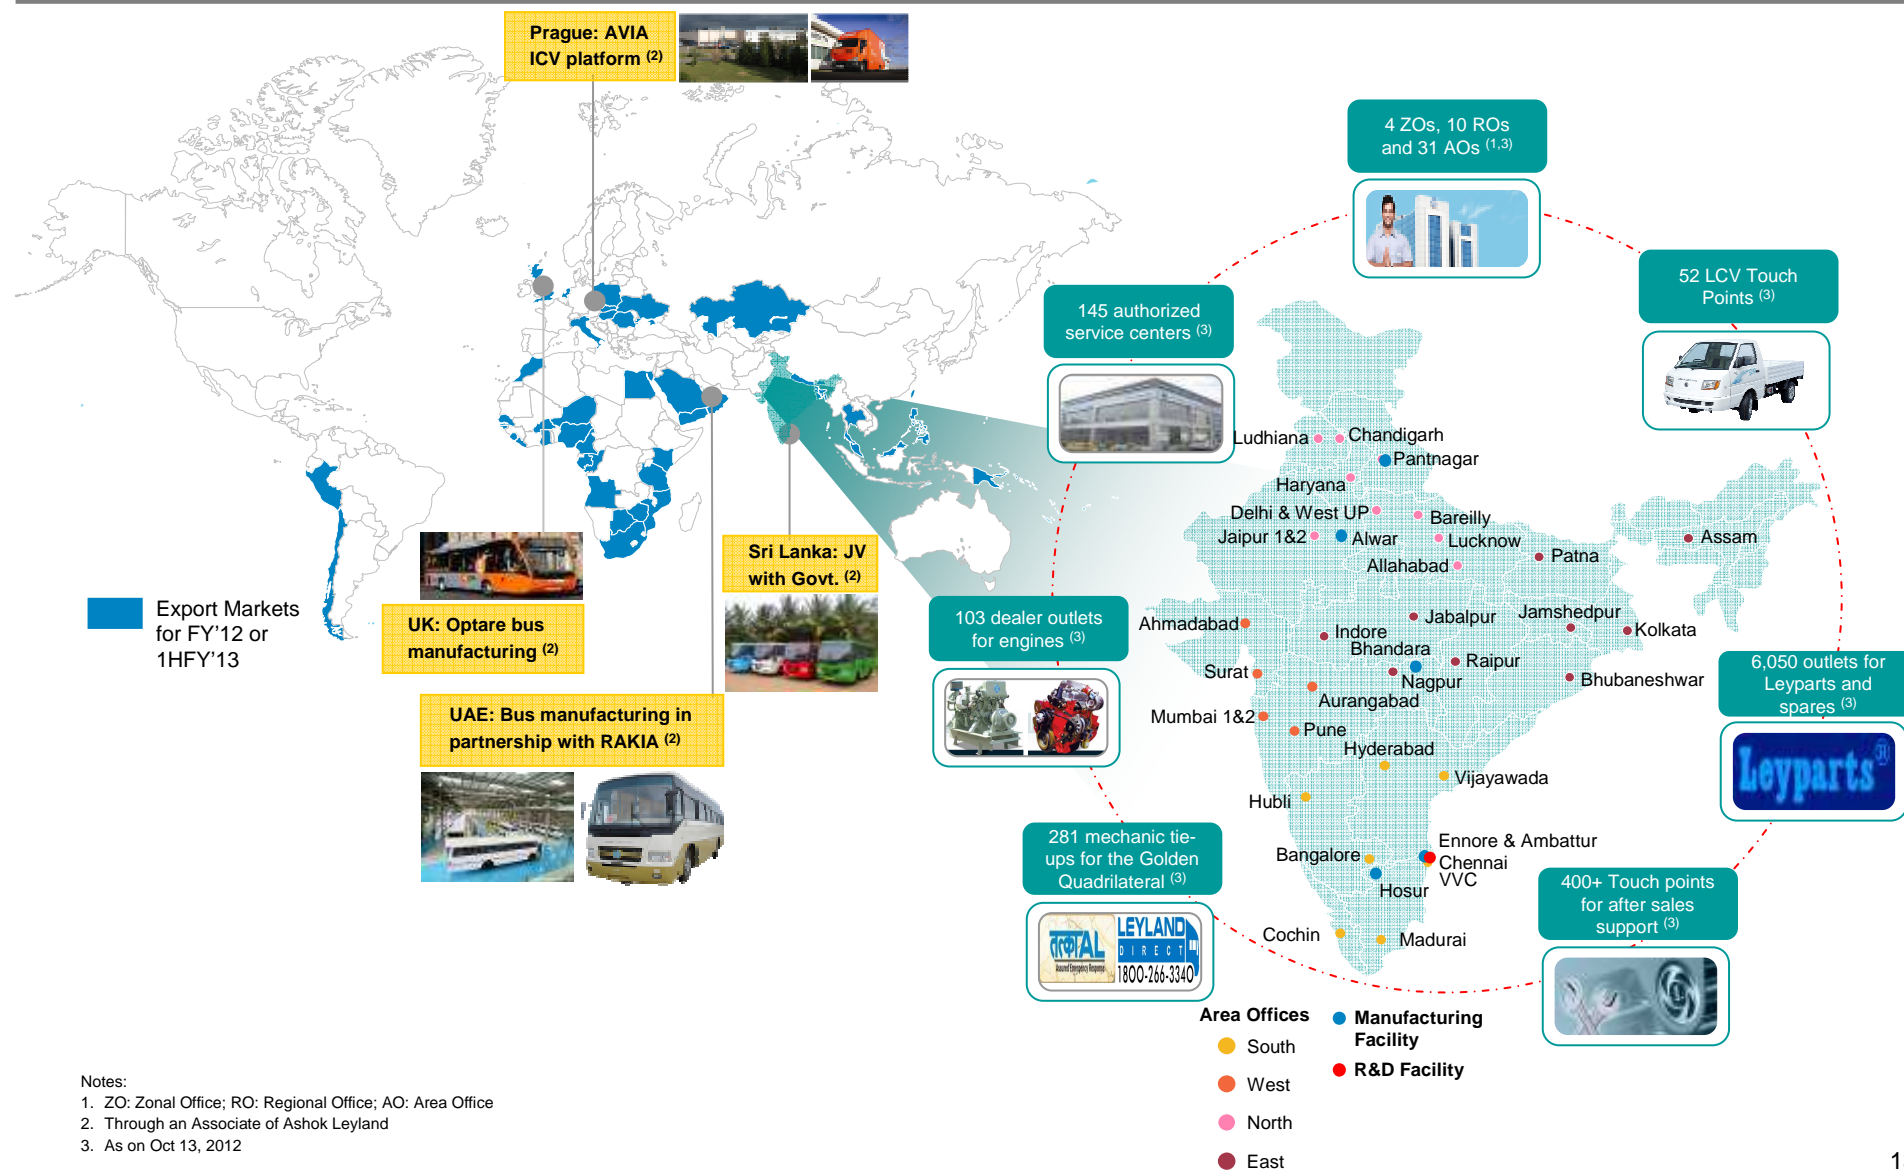 Prague: AVIA
ICV platform (2)
4 ZOs, 10 ROs
and 31 AOs (1,3)
52 LCV Touch
Points (3)
145 authorized
service centers (3)
Ludhiana
Chandigarh
Pantnagar
Haryana
Delhi & West UP
Bareilly
Jaipur 1&2
Alwar
Lucknow
Assam
Patna
Allahabad
Sri Lanka: JV
with Govt. (2)
Export Markets
for FY'12 or
1HFY'13
UK: Optare bus
manufacturing (2)
103 dealer outlets
for engines (3)
Ahmadabad
Jabalpur
Jamshedpur
Indore
Kolkata
Bhandara
Raipur
Surat
Nagpur
Bhubaneshwar
6,050 outlets for
Leyparts and
spares (3)
Aurangabad
UAE: Bus manufacturing in
partnership with RAKIA (2)
Mumbai 1&2
Pune
Hyderabad
Vijayawada
Leyparts®
Hubli
281 mechanic tie-
ups for the Golden
Quadrilateral (3)
Ennore & Ambattur
Bangalore
Chennai
VVC
Hosur
400+ Touch points
for after sales
support (3)
Cochin
Madurai
तत्काAL
Assured Emergency Response
LEYLAND
DIRECT
1800-266-3340
Area Offices
South
West
North
East
Manufacturing
Facility
R&D Facility
Notes:
1. ZO: Zonal Office; RO: Regional Office; AO: Area Office
2. Through an Associate of Ashok Leyland
3. As on Oct 13, 2012
1